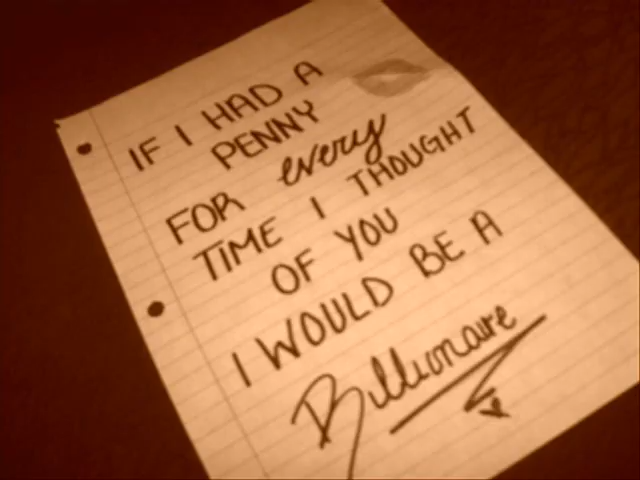 IF I HAD A
PENNY
FOR every
TIME I THOUGHT
OF YOU
I WOULD BE A
Billionaire